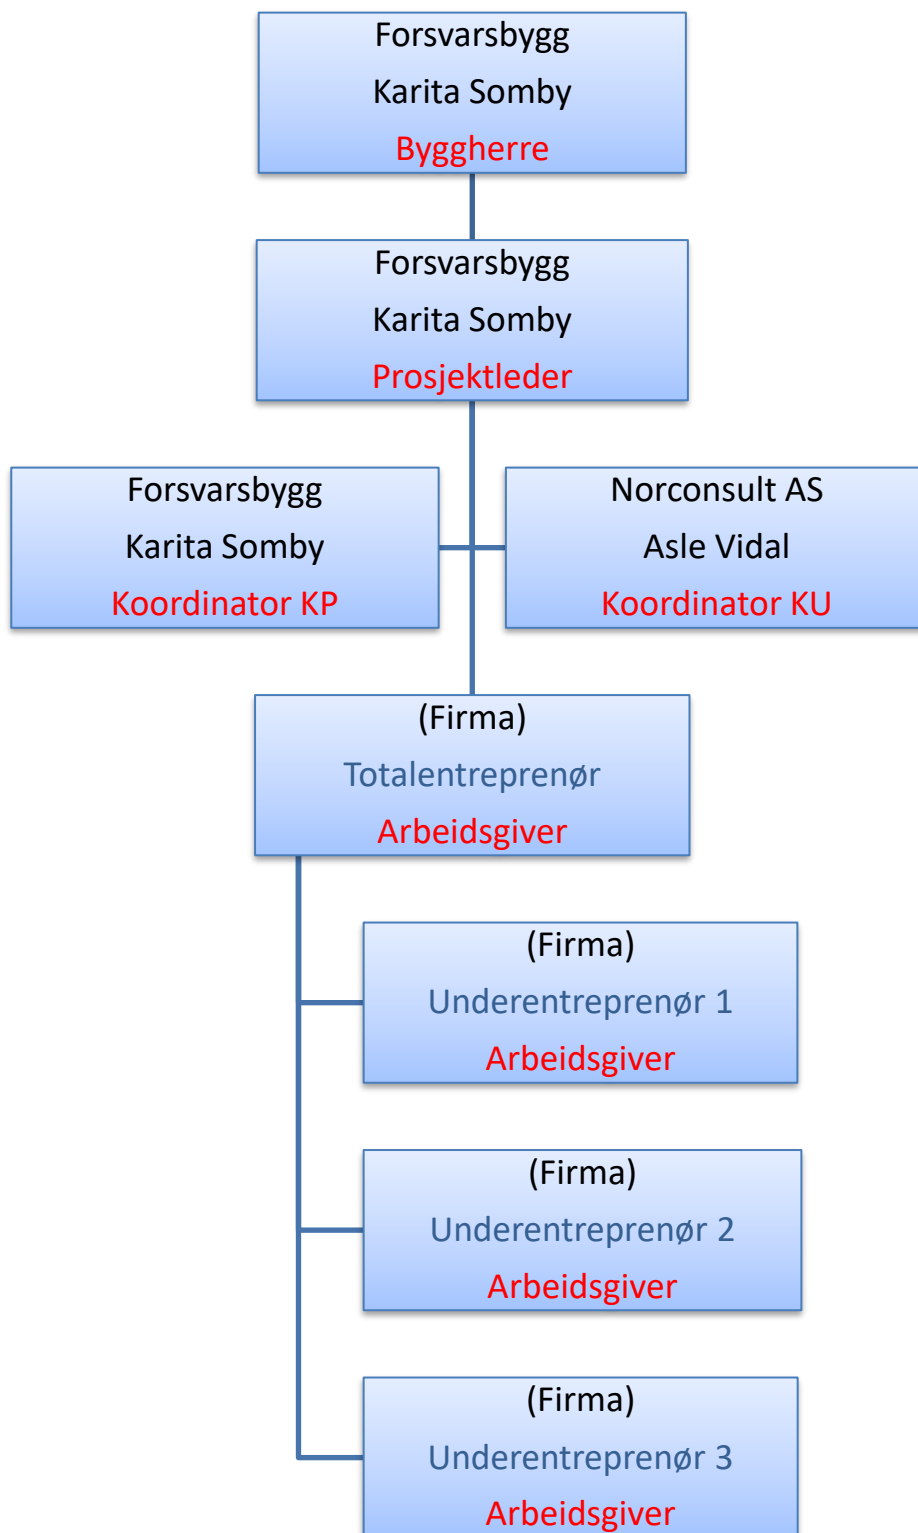 Forsvarsbygg
Karita Somby
Byggherre
Forsvarsbygg
Karita Somby
Prosjektleder
Forsvarsbygg
Karita Somby
Koordinator KP
Norconsult AS
Asle Vidal
Koordinator KU
(Firma)
Totalentreprenør
Arbeidsgiver
(Firma)
Underentreprenør 1
Arbeidsgiver
(Firma)
Underentreprenør 2
Arbeidsgiver
(Firma)
Underentreprenør 3
Arbeidsgiver